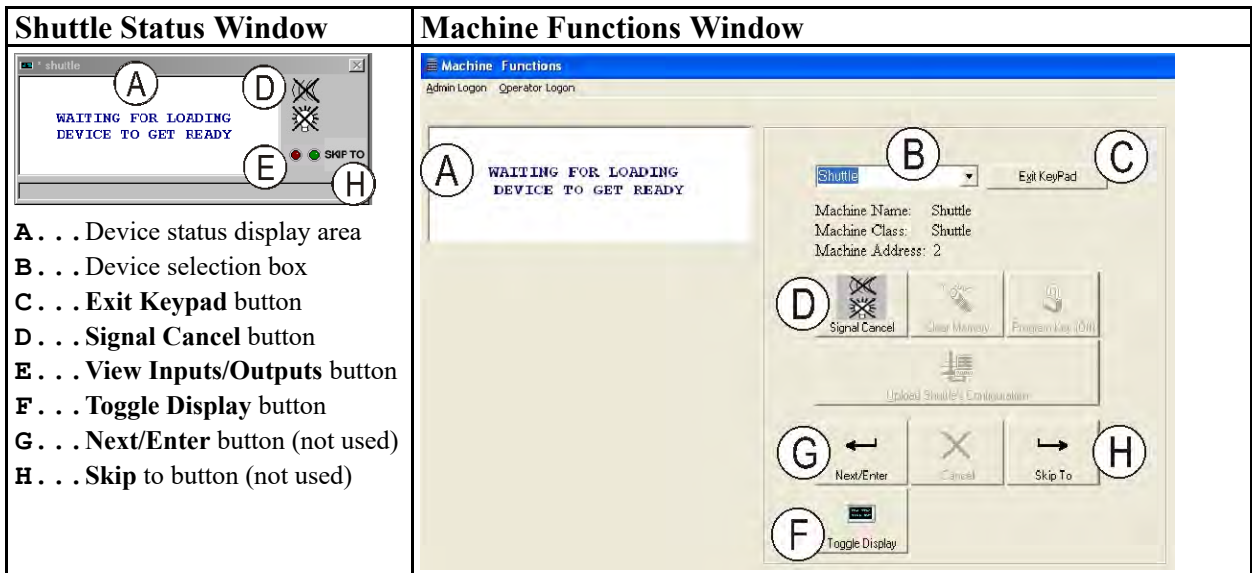 Shuttle Status Window
Machine Functions Window
* shuttle
A
D
WAITING FOR LOADING
DEVICE TO GET READY
E
SKIP TO
H
A...Device status display area
B...Device selection box
C...Exit Keypad button
D...Signal Cancel button
E...View Inputs/Outputs button
F...Toggle Display button
G...Next/Enter button (not used)
H...Skip to button (not used)
Machine Functions
Admin Logon Operator Logon
A
WAITING FOR LOADING
DEVICE TO GET READY
B
C
Shuttle
Exit KeyPad
Machine Name: Shuttle
Machine Class: Shuttle
Machine Address: 2
D
Signal Cancel
Clear Memory
Program Key (Off)
Upload Shuttle's Configuration
G
H
Next/Enter
Cancel
Skip To
F
Toggle Display